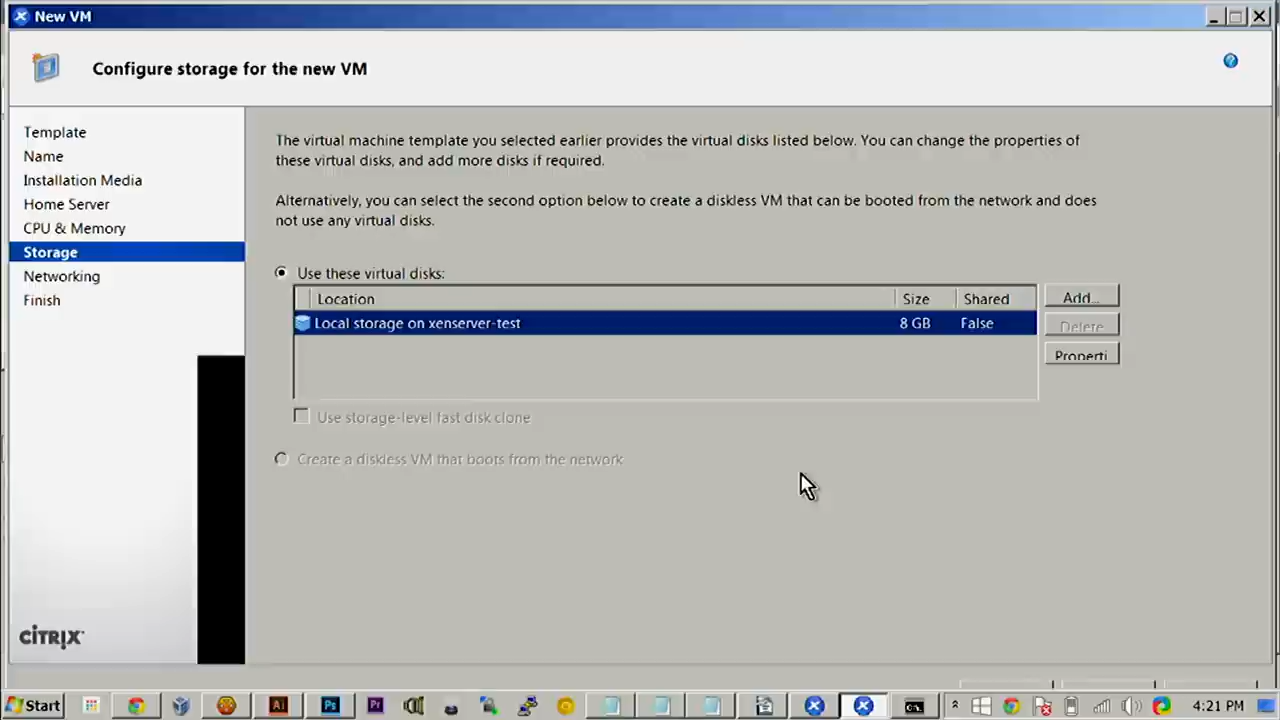 New VM
Configure storage for the new VM
Template
Name
Installation Media
Home Server
CPU & Memory
Storage
Networking
Finish
The virtual machine template you selected earlier provides the virtual disks listed below. You can change the properties of
these virtual disks, and add more disks if required.
Alternatively, you can select the second option below to create a diskless VM that can be booted from the network and does
not use any virtual disks.
Use these virtual disks:
Location Size Shared
Local storage on xenserver-test 8 GB False
Add...
Delete
Properti
Use storage-level fast disk clone
Create a diskless VM that boots from the network
CİTRIX
Start
Ai
Ps
Pr
4:21 PM